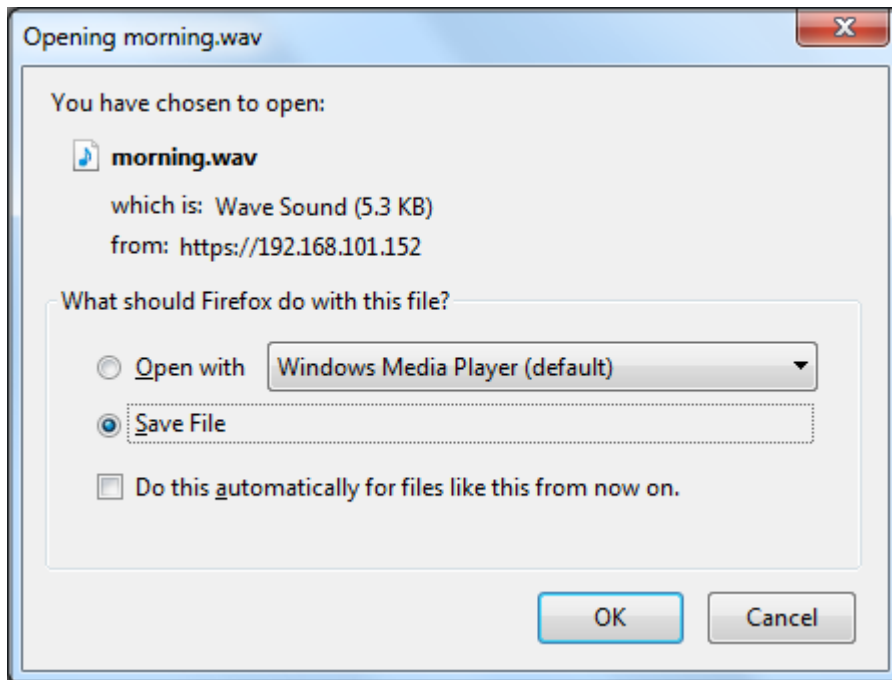 Opening morning.wav
You have chosen to open:
morning.wav
which is: Wave Sound (5.3 KB)
from: https://192.168.101.152
What should Firefox do with this file?
Open with Windows Media Player (default)
Save File
Do this automatically for files like this from now on.
OK Cancel